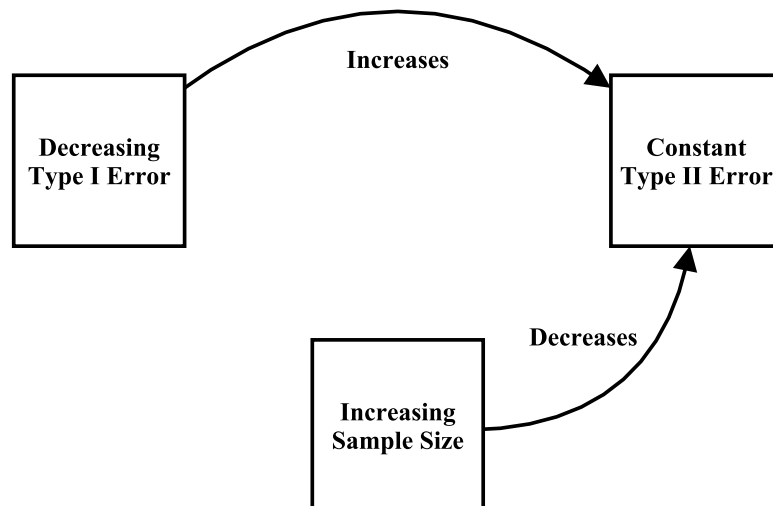 Increases
Decreasing
Type I Error
Constant
Type II Error
Decreases
Increasing
Sample Size